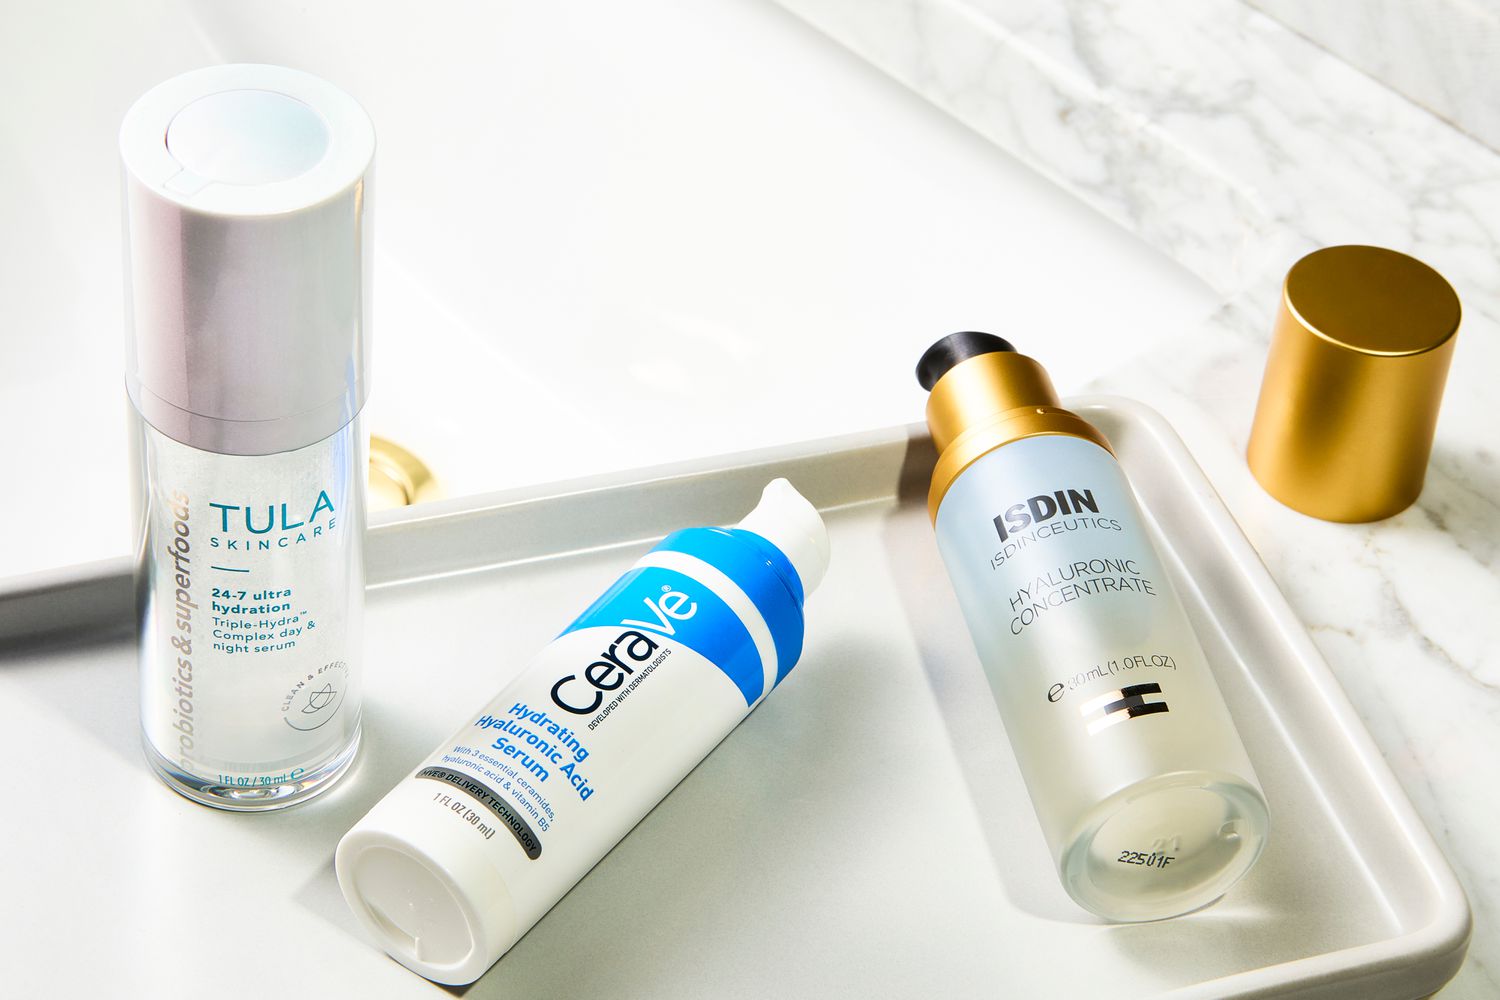 TULA
SKINCARE
24-7 ultra
hydration
Triple-Hydra™
Complex day &
night serum
probiotics & superfoods
CLEAN & EFFECTIVE
1 FL OZ / 30 mL ℮
CeraVe®
DEVELOPED WITH DERMATOLOGISTS
Hydrating
Hyaluronic Acid
Serum
With 3 essential ceramides,
hyaluronic acid & vitamin B5
MVE® DELIVERY TECHNOLOGY
1 FL OZ (30 ml)
ISDIN
ISDINCEUTICS
HYALURONIC
CONCENTRATE
℮ 30 mL (1.0 FL OZ)
22501F